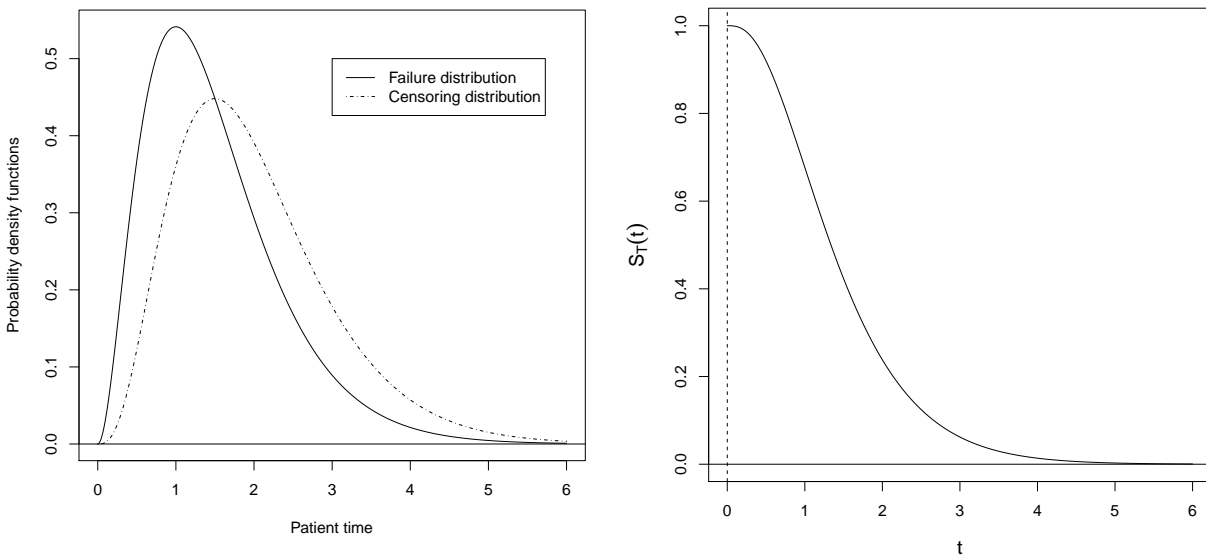 Probability density functions
0.0
0.1
0.2
0.3
0.4
0.5
Failure distribution
Censoring distribution
0 1 2 3 4 5 6
Patient time
S_T(t)
0.0
0.2
0.4
0.6
0.8
1.0
0 1 2 3 4 5 6
t